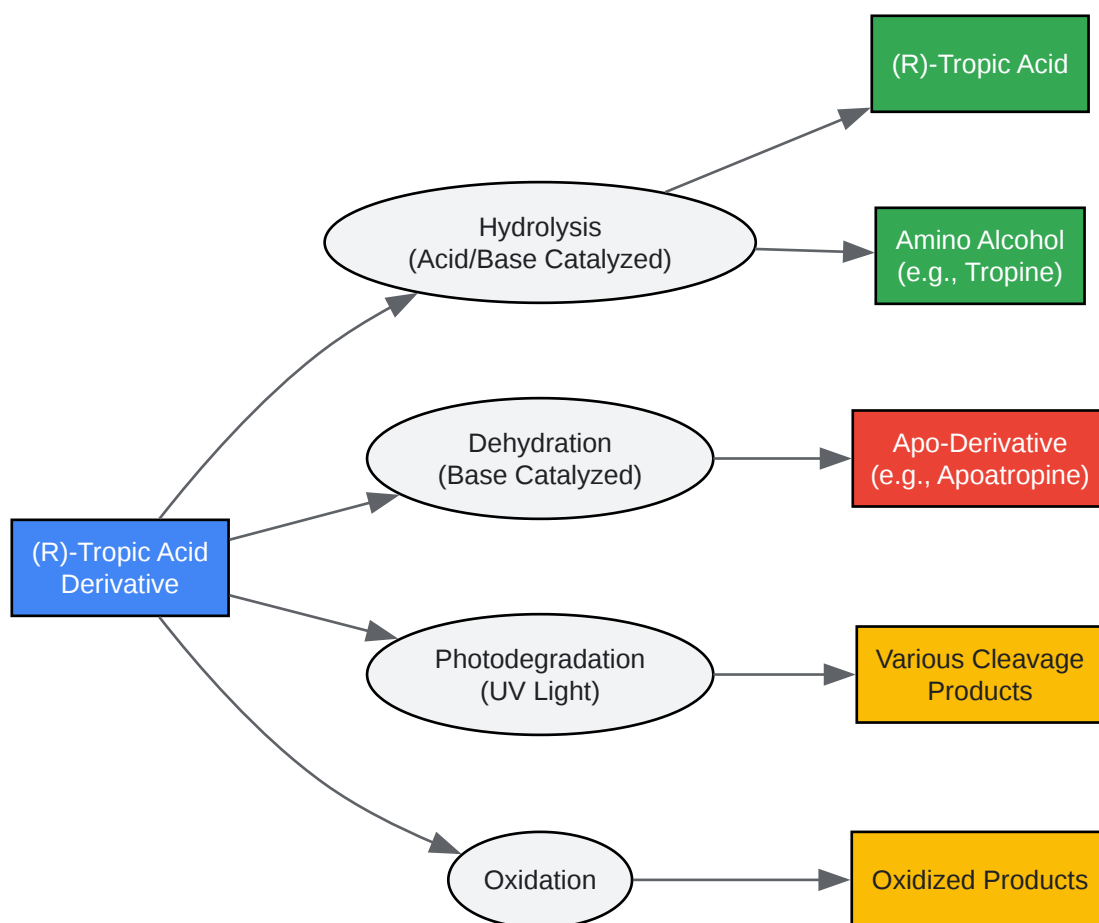 (R)-Tropic Acid
Hydrolysis
(Acid/Base Catalyzed)
Amino Alcohol
(e.g., Tropine)
Dehydration
(Base Catalyzed)
Apo-Derivative
(e.g., Apoatropine)
(R)-Tropic Acid
Derivative
Photodegradation
(UV Light)
Various Cleavage
Products
Oxidation
Oxidized Products